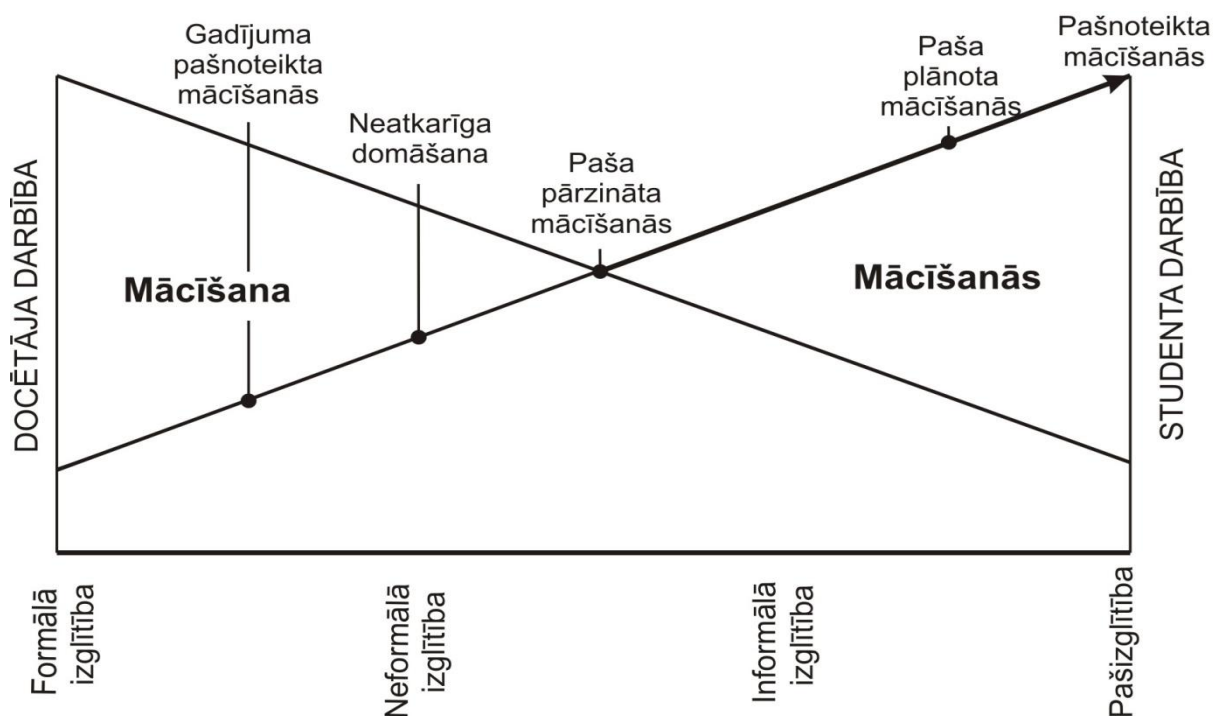 Gadījuma
pašnoteikta
mācīšanās
Neatkarīga
domāšana
Paša
pārzināta
mācīšanās
Paša
plānota
mācīšanās
Pašnoteikta
mācīšanās
DOCĒTĀJA DARBĪBA
Mācīšana
Mācīšanās
STUDENTA DARBĪBA
Formālā
izglītība
Neformālā
izglītība
Informālā
izglītība
Pašizglītība